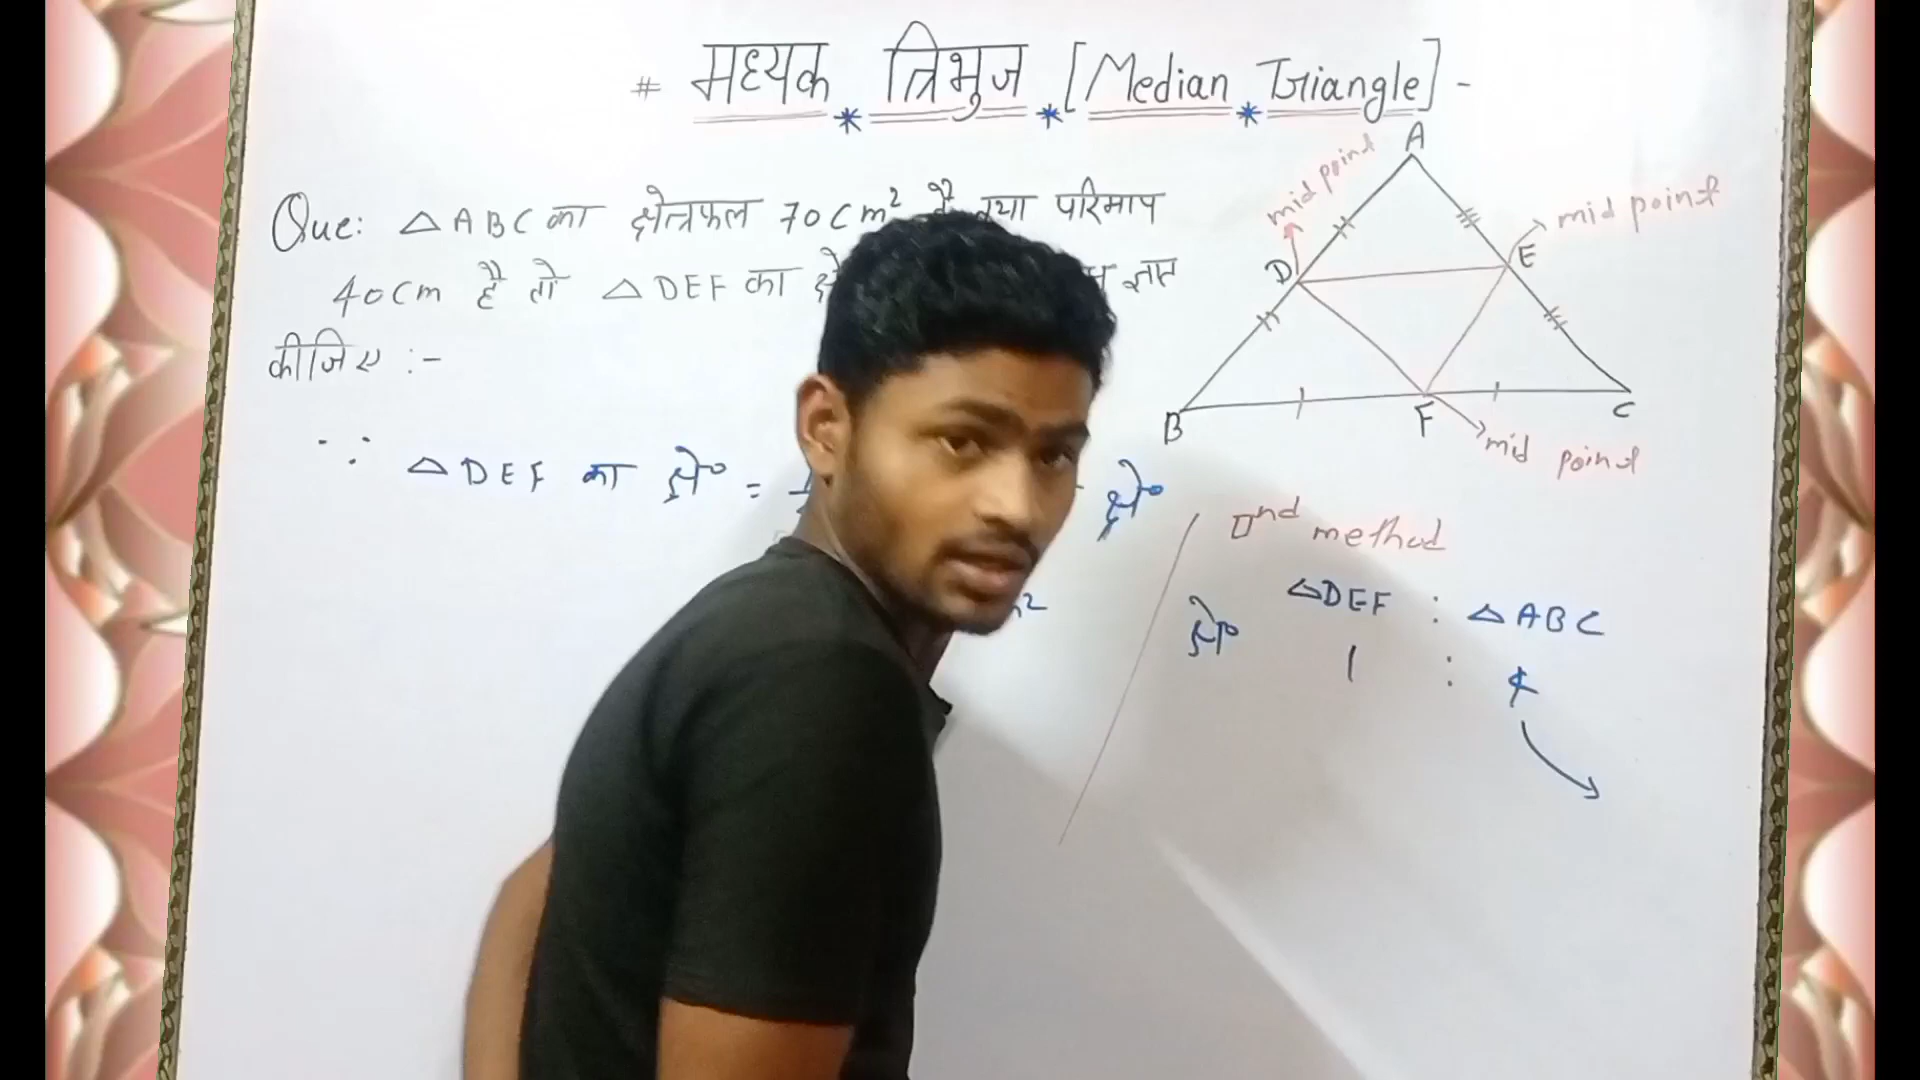 # मध्यक त्रिभुज [Median Triangle] -
Que: △ABC का क्षेत्रफल 70cm² है तथा परिमाप
40cm है तो △DEF का ज्ञात
कीजिए :-
∵ △DEF का क्षे० = क्षे०
A
mid point
mid point
D
E
B
F
C
mid point
IInd method
△DEF : △ABC
क्षे० 1 : 4